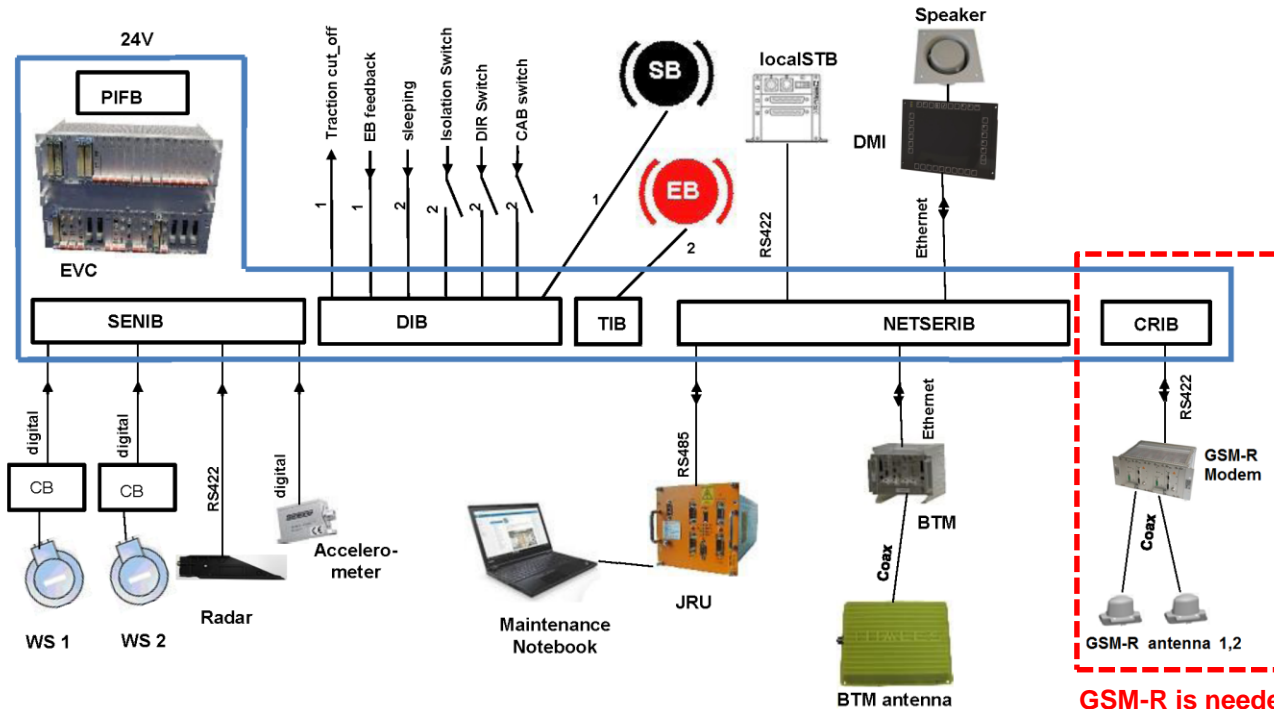 Speaker
24V
Traction cut_off
EB feedback
sleeping
Isolation Switch
DIR Switch
CAB switch
SB
localSTB
PIFB
DMI
EB
1
1
2
2
2
2
1
2
RS422
Ethernet
EVC
SENIB
DIB
TIB
NETSERIB
CRIB
digital
digital
RS422
digital
RS485
Ethernet
RS422
CB
CB
GSM-R
Modem
BTM
Accelero-
meter
Coax
Coax
JRU
Radar
Maintenance
Notebook
WS 1
WS 2
GSM-R antenna 1,2
BTM antenna
GSM-R is neede